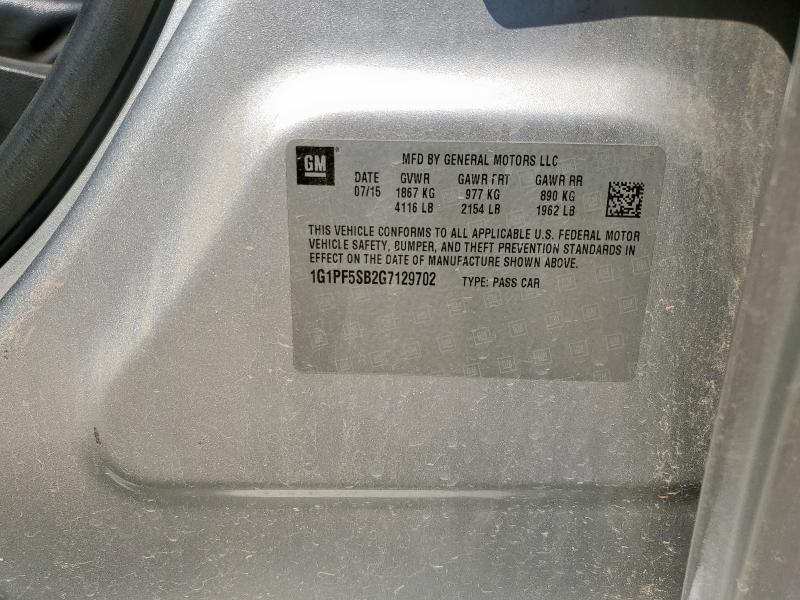 GM
MFD BY GENERAL MOTORS LLC
DATE GVWR GAWR FRT GAWR RR
07/15 1867 KG 977 KG 890 KG
4116 LB 2154 LB 1962 LB
THIS VEHICLE CONFORMS TO ALL APPLICABLE U.S. FEDERAL MOTOR
VEHICLE SAFETY, BUMPER, AND THEFT PREVENTION STANDARDS IN
EFFECT ON THE DATE OF MANUFACTURE SHOWN ABOVE.
1G1PF5SB2G7129702 TYPE: PASS CAR